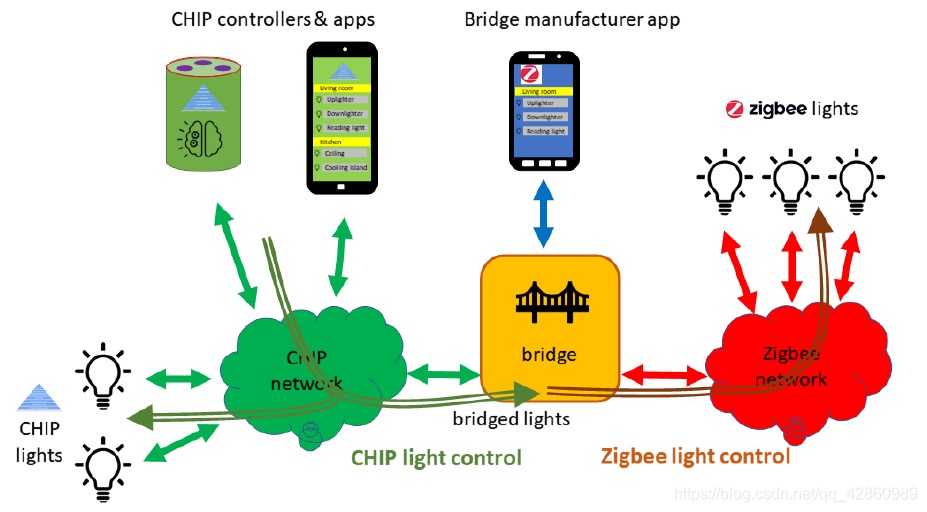 CHIP controllers & apps
Bridge manufacturer app
Living room
Uplighter
Downlighter
Reading light
Kitchen
Ceiling
Cooking island
Z
Living room
Uplighter
Downlighter
Reading light
zigbee lights
CHIP
network
bridge
Zigbee
network
CHIP
lights
bridged lights
CHIP light control
Zigbee light control
https://blog.csdn.net/qq_42860989